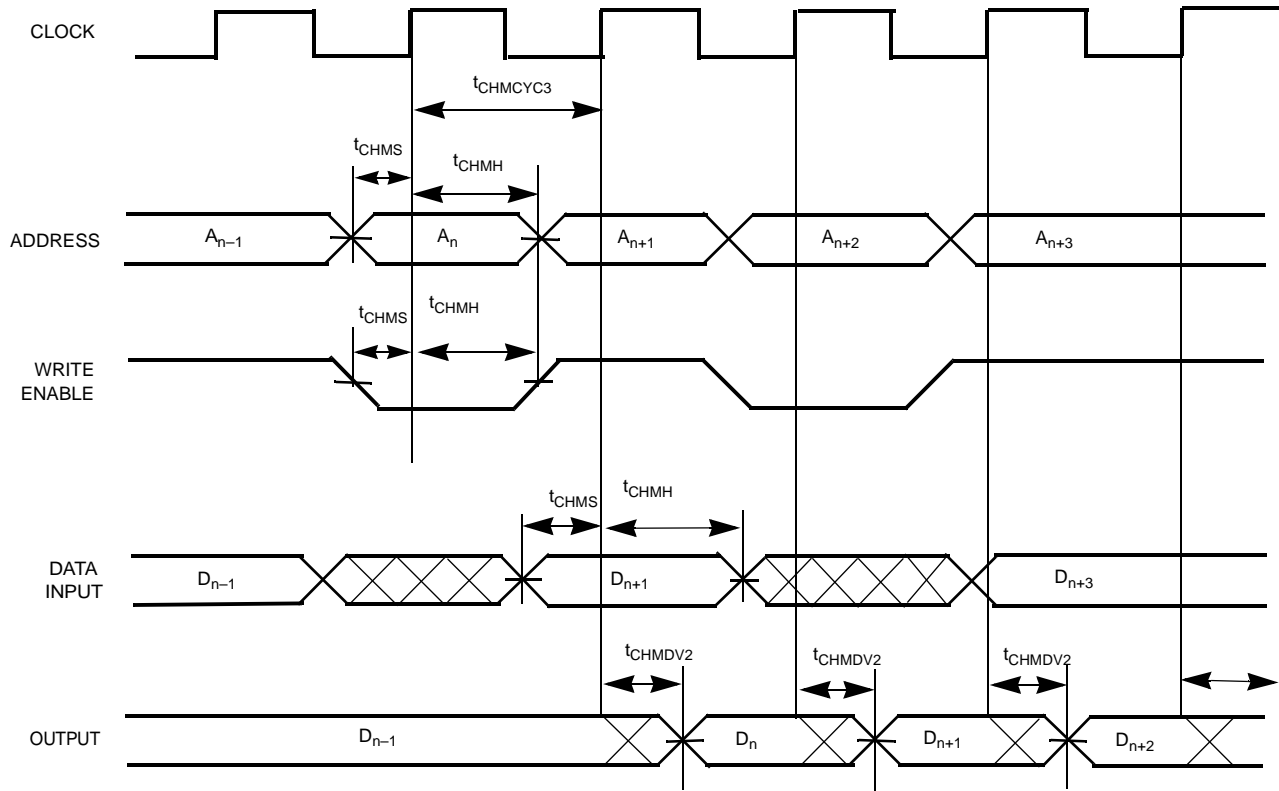 CLOCK
tCHMCYC3
tCHMS
tCHMH
ADDRESS
An–1
An
An+1
An+2
An+3
tCHMS
tCHMH
WRITE
ENABLE
tCHMS
tCHMH
DATA
INPUT
Dn–1
Dn+1
Dn+3
tCHMDV2
tCHMDV2
tCHMDV2
OUTPUT
Dn–1
Dn
Dn+1
Dn+2